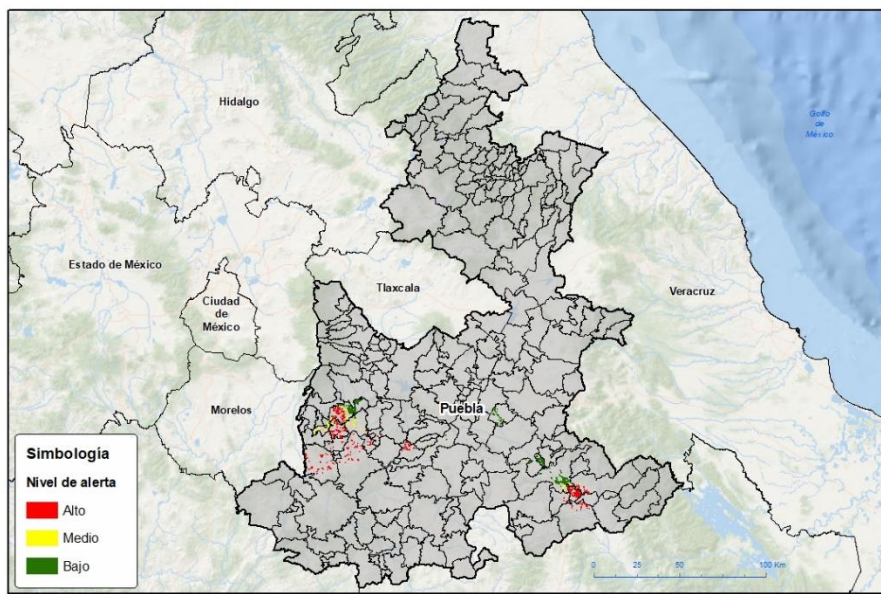 Hidalgo
Golfo
de
México
Estado de México
Tlaxcala
Veracruz
Ciudad
de
México
Morelos
Puebla
Simbología
Nivel de alerta
Alto
Medio
Bajo
0 25 50 100 Km